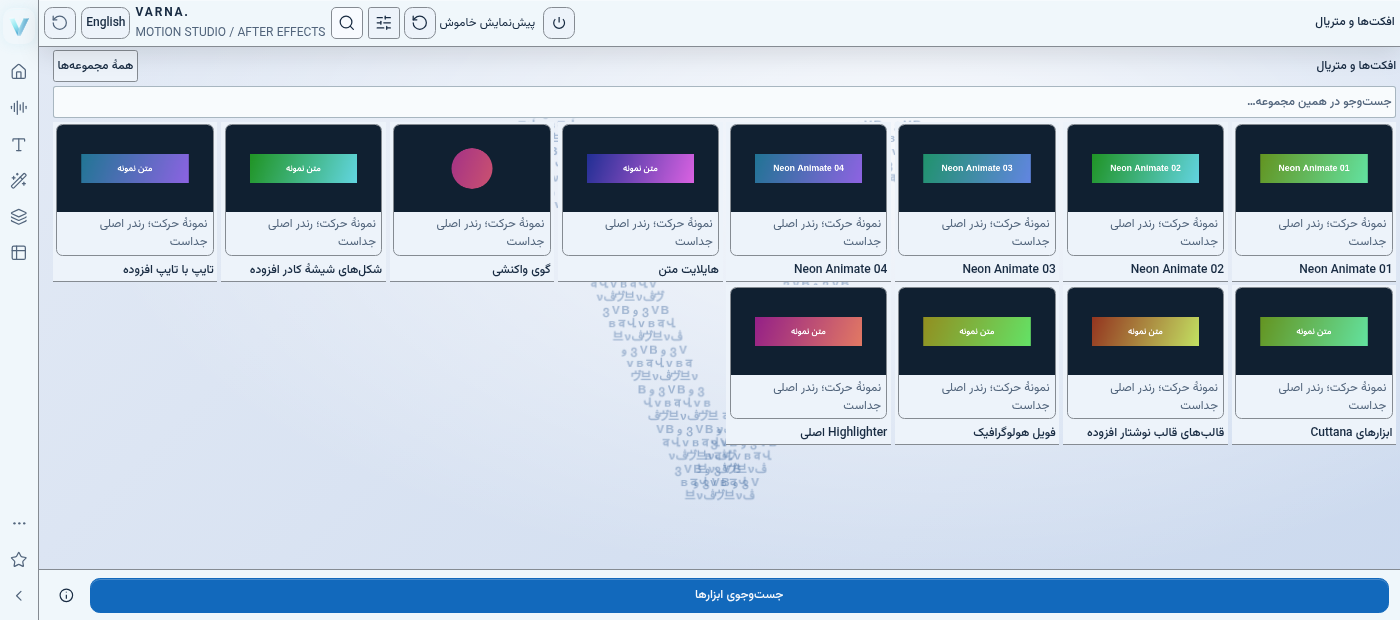 افکت‌ها و متریال
پیش‌نمایش خاموش
VARNA.
MOTION STUDIO / AFTER EFFECTS
English
افکت‌ها و متریال
همهٔ مجموعه‌ها
جست‌وجو در همین مجموعه…
Neon Animate 01
نمونهٔ حرکت؛ رندر اصلی
جداست
Neon Animate 01
Neon Animate 02
نمونهٔ حرکت؛ رندر اصلی
جداست
Neon Animate 02
Neon Animate 03
نمونهٔ حرکت؛ رندر اصلی
جداست
Neon Animate 03
Neon Animate 04
نمونهٔ حرکت؛ رندر اصلی
جداست
Neon Animate 04
متن نمونه
نمونهٔ حرکت؛ رندر اصلی
جداست
هایلایت متن
نمونهٔ حرکت؛ رندر اصلی
جداست
گوی واکنشی
متن نمونه
نمونهٔ حرکت؛ رندر اصلی
جداست
شکل‌های شیشهٔ کادر افزوده
متن نمونه
نمونهٔ حرکت؛ رندر اصلی
جداست
تایپ با تایپ افزوده
متن نمونه
نمونهٔ حرکت؛ رندر اصلی
جداست
ابزارهای Cuttana
متن نمونه
نمونهٔ حرکت؛ رندر اصلی
جداست
قالب‌های قالب نوشتار افزوده
متن نمونه
نمونهٔ حرکت؛ رندر اصلی
جداست
فویل هولوگرافیک
متن نمونه
نمونهٔ حرکت؛ رندر اصلی
جداست
Highlighter اصلی
جست‌وجوی ابزارها